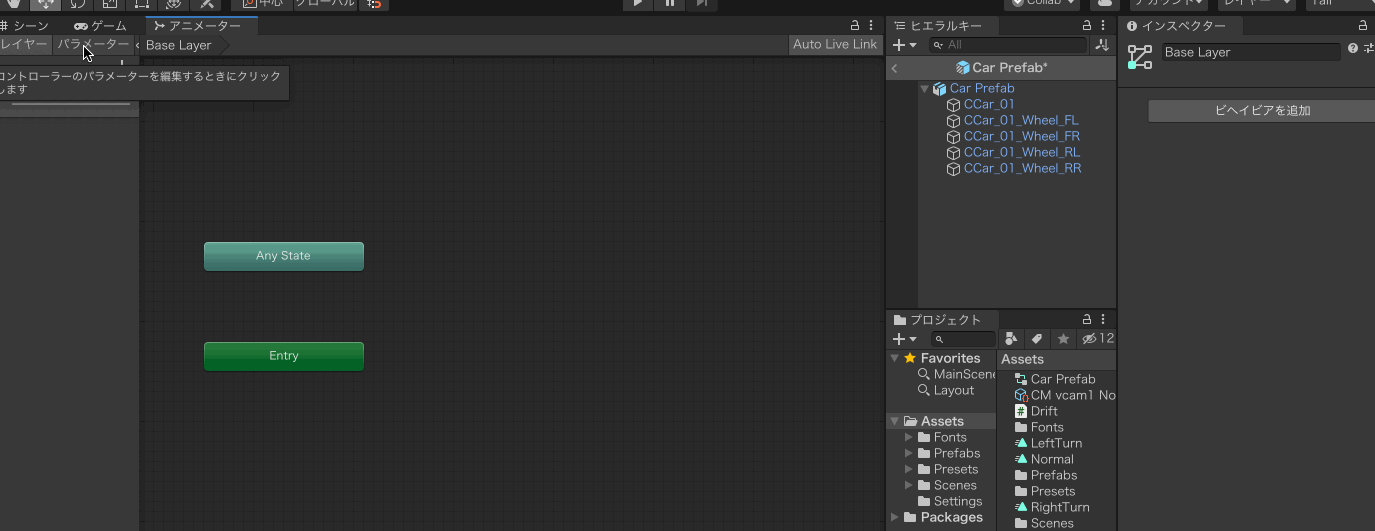 中心
グローバル
Collab
アカウント
レイヤー
Tall
シーン
ゲーム
アニメーター
ヒエラルキー
インスペクター
レイヤー
パラメーター
Base Layer
Auto Live Link
All
Base Layer
コントローラーのパラメーターを編集するときにクリック
します
Car Prefab*
Car Prefab
CCar_01
CCar_01_Wheel_FL
CCar_01_Wheel_FR
CCar_01_Wheel_RL
CCar_01_Wheel_RR
ビヘイビアを追加
Any State
Entry
プロジェクト
12
Favorites
MainScene
Layout
Assets
Fonts
Prefabs
Presets
Scenes
Settings
Packages
Assets
Car Prefab
CM vcam1 No
Drift
Fonts
LeftTurn
Normal
Prefabs
Presets
RightTurn
Scenes